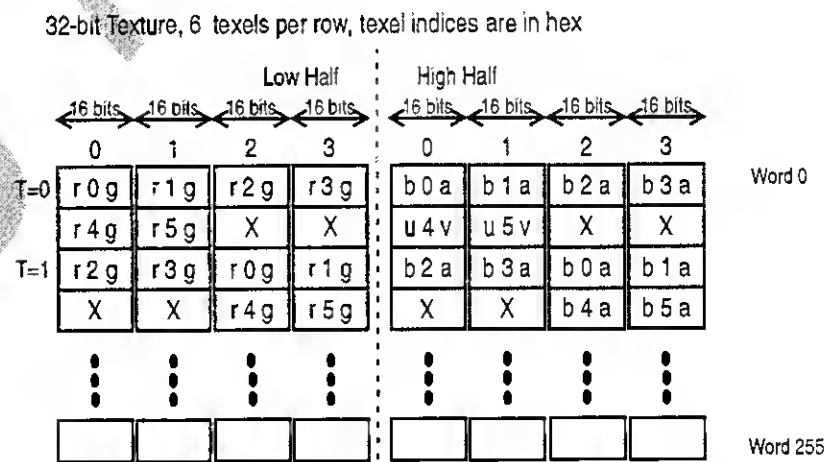 32-bit Texture, 6 texels per row, texel indices are in hex
Low Half High Half
16 bits 16 bits 16 bits 16 bits 16 bits 16 bits 16 bits 16 bits
0 1 2 3 0 1 2 3
T=0 r0g r1g r2g r3g b0a b1a b2a b3a Word 0
r4g r5g X X u4v u5v X X
T=1 r2g r3g r0g r1g b2a b3a b0a b1a
X X r4g r5g X X b4a b5a
Word 255